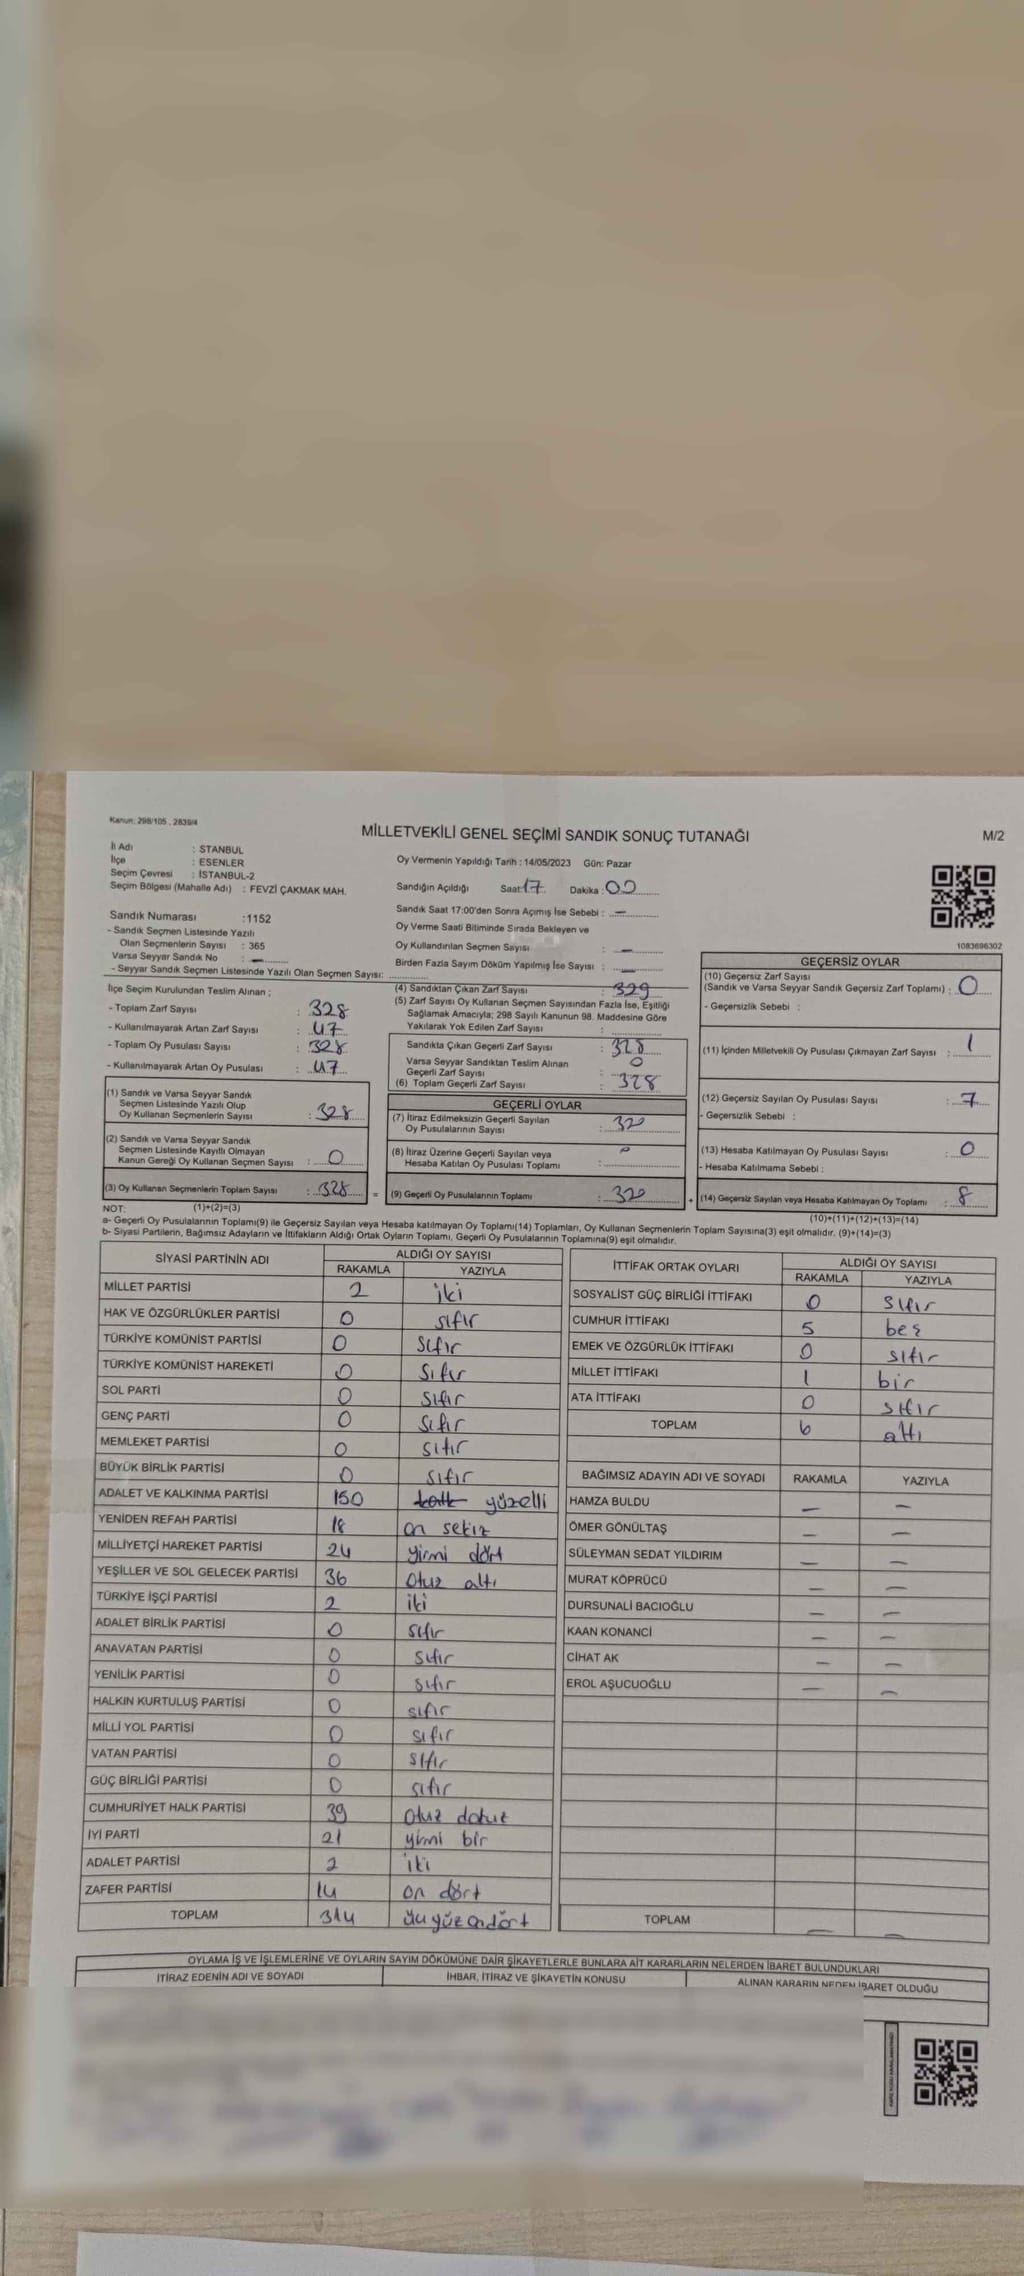 Kanun: 298/105 , 2839/4
MİLLETVEKİLİ GENEL SEÇİMİ SANDIK SONUÇ TUTANAĞI
M/2
İl Adı : STANBUL
İlçe : ESENLER
Seçim Çevresi : İSTANBUL-2
Seçim Bölgesi (Mahalle Adı) : FEVZİ ÇAKMAK MAH.
Oy Vermenin Yapıldığı Tarih : 14/05/2023 Gün: Pazar
Sandığın Açıldığı Saat 17 Dakika : 00
Sandık Saat 17:00'den Sonra Açımış İse Sebebi : —
Oy Verme Saati Bitiminde Sırada Bekleyen ve
Oy Kullandırılan Seçmen Sayısı : —
Birden Fazla Sayım Döküm Yapılmış İse Sayısı : —
Sandık Numarası :1152
- Sandık Seçmen Listesinde Yazılı
Olan Seçmenlerin Sayısı : 365
Varsa Seyyar Sandık No : —
- Seyyar Sandık Seçmen Listesinde Yazılı Olan Seçmen Sayısı:
1083696302
İlçe Seçim Kurulundan Teslim Alınan ;
- Toplam Zarf Sayısı : 328
- Kullanılmayarak Artan Zarf Sayısı : 47
- Toplam Oy Pusulası Sayısı : 328
- Kullanılmayarak Artan Oy Pusulası : 47
(1) Sandık ve Varsa Seyyar Sandık
Seçmen Listesinde Yazılı Olup
Oy Kullanan Seçmenlerin Sayısı : 328
(2) Sandık ve Varsa Seyyar Sandık
Seçmen Listesinde Kayıtlı Olmayan
Kanun Gereği Oy Kullanan Seçmen Sayısı : 0
(3) Oy Kullanan Seçmenlerin Toplam Sayısı : 328
(1)+(2)=(3)
(4) Sandıktan Çıkan Zarf Sayısı : 329
(5) Zarf Sayısı Oy Kullanan Seçmen Sayısından Fazla İse, Eşitliği
Sağlamak Amacıyla; 298 Sayılı Kanunun 98. Maddesine Göre
Yakılarak Yok Edilen Zarf Sayısı :
Sandıkta Çıkan Geçerli Zarf Sayısı : 328
Varsa Seyyar Sandıktan Teslim Alınan
Geçerli Zarf Sayısı : 0
(6) Toplam Geçerli Zarf Sayısı : 328
GEÇERLİ OYLAR
(7) İtiraz Edilmeksizin Geçerli Sayılan
Oy Pusulalarının Sayısı : 320
(8) İtiraz Üzerine Geçerli Sayılan veya
Hesaba Katılan Oy Pusulası Toplamı : 0
= (9) Geçerli Oy Pusulalarının Toplamı : 320 +
GEÇERSİZ OYLAR
(10) Geçersiz Zarf Sayısı
(Sandık ve Varsa Seyyar Sandık Geçersiz Zarf Toplamı) : 0
- Geçersizlik Sebebi :
(11) İçinden Milletvekili Oy Pusulası Çıkmayan Zarf Sayısı : 1
(12) Geçersiz Sayılan Oy Pusulası Sayısı : 7
- Geçersizlik Sebebi :
(13) Hesaba Katılmayan Oy Pusulası Sayısı : 0
- Hesaba Katılmama Sebebi :
(14) Geçersiz Sayılan veya Hesaba Katılmayan Oy Toplamı : 8
(10)+(11)+(12)+(13)=(14)
NOT:
a- Geçerli Oy Pusulalarının Toplamı(9) ile Geçersiz Sayılan veya Hesaba Katılmayan Oy Toplamı(14) Toplamları, Oy Kullanan Seçmenlerin Toplam Sayısına(3) eşit olmalıdır. (9)+(14)=(3)
b- Siyasi Partilerin, Bağımsız Adayların ve İttifakların Aldığı Ortak Oyların Toplamı, Geçerli Oy Pusulalarının Toplamına(9) eşit olmalıdır.
SİYASİ PARTİNİN ADI ALDIĞI OY SAYISI
RAKAMLA YAZIYLA
MİLLET PARTİSİ 2 iki
HAK VE ÖZGÜRLÜKLER PARTİSİ 0 sıfır
TÜRKİYE KOMÜNİST PARTİSİ 0 sıfır
TÜRKİYE KOMÜNİST HAREKETİ 0 sıfır
SOL PARTİ 0 sıfır
GENÇ PARTİ 0 sıfır
MEMLEKET PARTİSİ 0 sıfır
BÜYÜK BİRLİK PARTİSİ 0 sıfır
ADALET VE KALKINMA PARTİSİ 150 yüzelli
YENİDEN REFAH PARTİSİ 18 on sekiz
MİLLİYETÇİ HAREKET PARTİSİ 24 yirmi dört
YEŞİLLER VE SOL GELECEK PARTİSİ 36 otuz altı
TÜRKİYE İŞÇİ PARTİSİ 2 iki
ADALET BİRLİK PARTİSİ 0 sıfır
ANAVATAN PARTİSİ 0 sıfır
YENİLİK PARTİSİ 0 sıfır
HALKIN KURTULUŞ PARTİSİ 0 sıfır
MİLLİ YOL PARTİSİ 0 sıfır
VATAN PARTİSİ 0 sıfır
GÜÇ BİRLİĞİ PARTİSİ 0 sıfır
CUMHURİYET HALK PARTİSİ 39 otuz dokuz
İYİ PARTİ 21 yirmi bir
ADALET PARTİSİ 2 iki
ZAFER PARTİSİ 14 on dört
TOPLAM 314 üçyüzondört
İTTİFAK ORTAK OYLARI ALDIĞI OY SAYISI
RAKAMLA YAZIYLA
SOSYALİST GÜÇ BİRLİĞİ İTTİFAKI 0 sıfır
CUMHUR İTTİFAKI 5 beş
EMEK VE ÖZGÜRLÜK İTTİFAKI 0 sıfır
MİLLET İTTİFAKI 1 bir
ATA İTTİFAKI 0 sıfır
TOPLAM 6 altı
BAĞIMSIZ ADAYIN ADI VE SOYADI RAKAMLA YAZIYLA
HAMZA BULDU — —
ÖMER GÖNÜLTAŞ — —
SÜLEYMAN SEDAT YILDIRIM — —
MURAT KÖPRÜCÜ — —
DURSUNALİ BACIOĞLU — —
KAAN KONANCİ — —
CİHAT AK — —
EROL AŞUCUOĞLU — —
TOPLAM — —
OYLAMA İŞ VE İŞLEMLERİNE VE OYLARIN SAYIM DÖKÜMÜNE DAİR ŞİKAYETLERLE BUNLARA AİT KARARLARIN NELERDEN İBARET BULUNDUKLARI
İTİRAZ EDENİN ADI VE SOYADI İHBAR, İTİRAZ VE ŞİKAYETİN KONUSU ALINAN KARARIN NEDEN İBARET OLDUĞU